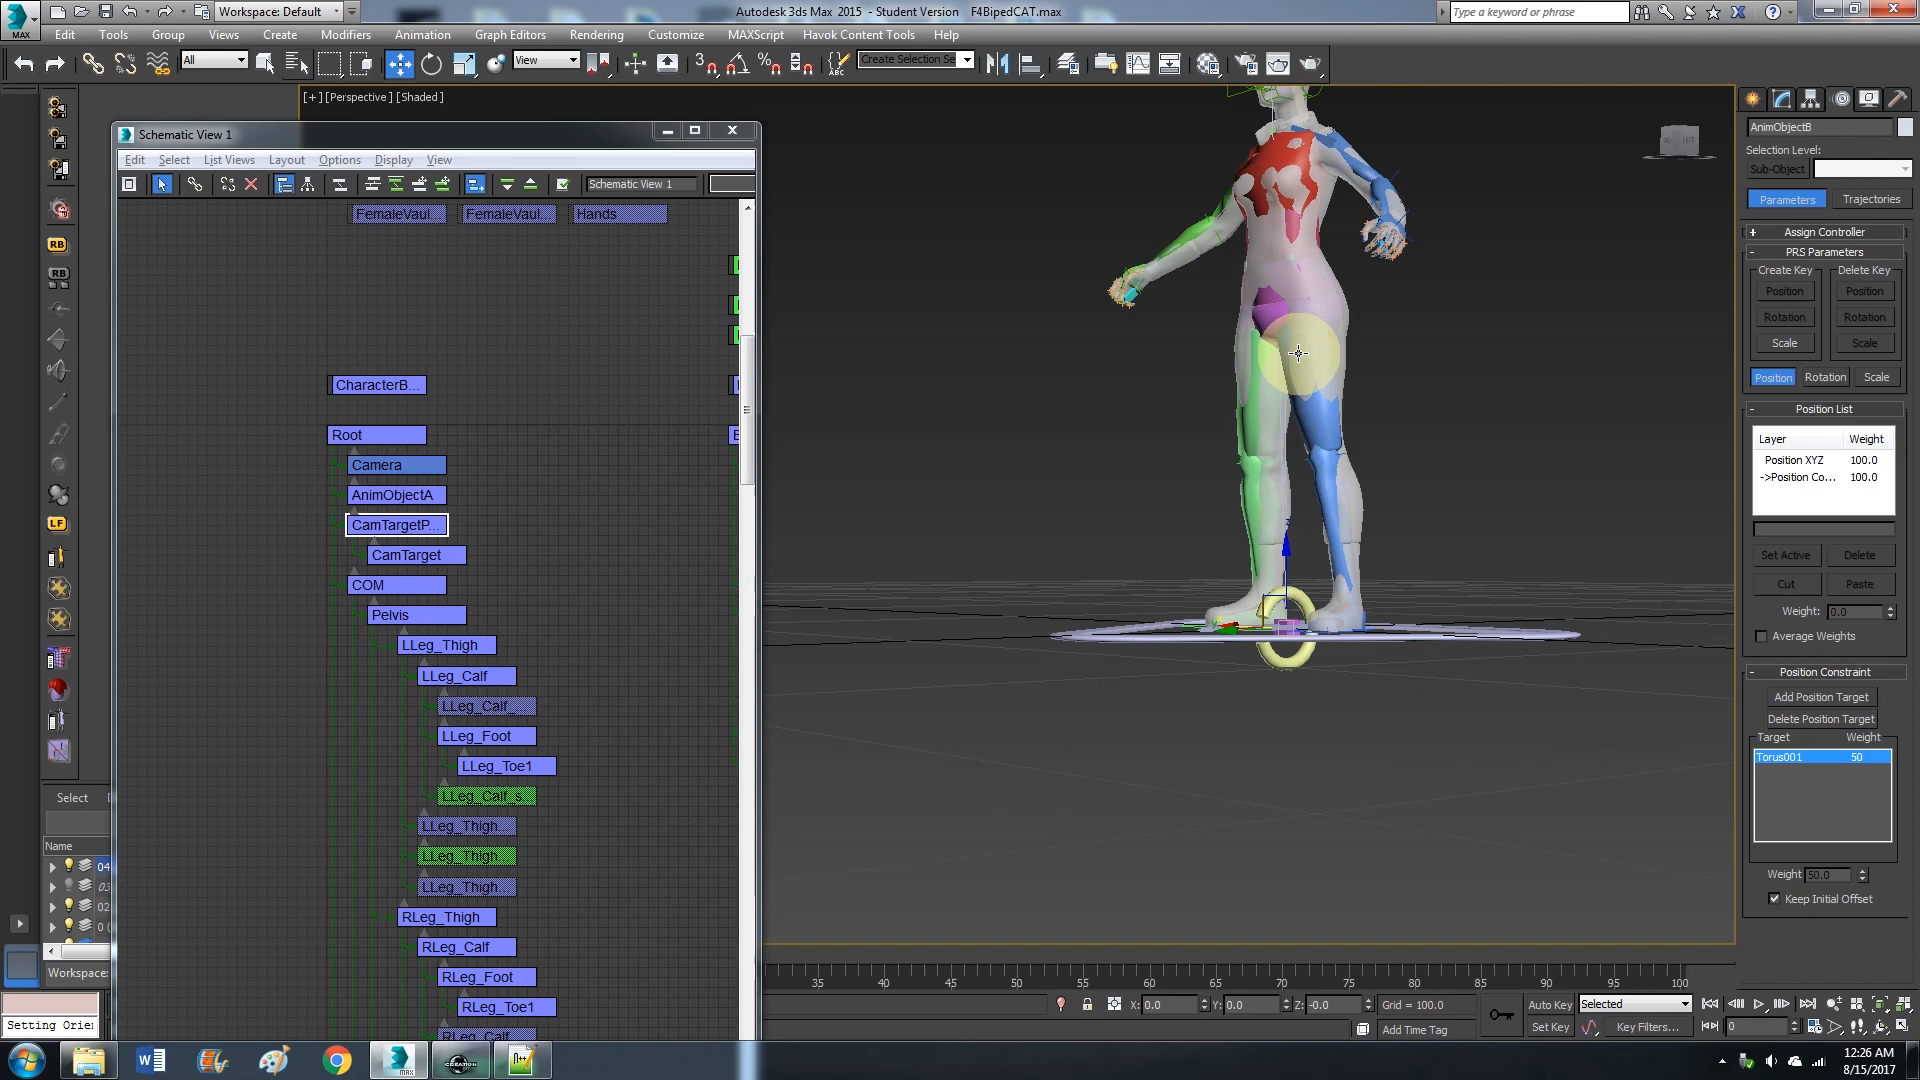 Workspace: Default
Autodesk 3ds Max 2015 - Student Version F4BipedCAT.max
Type a keyword or phrase
MAX
Edit Tools Group Views Create Modifiers Animation Graph Editors Rendering Customize MAXScript Havok Content Tools Help
All View Create Selection Se
[+] [Perspective] [Shaded]
Schematic View 1
Edit Select List Views Layout Options Display View
Schematic View 1
FemaleVaul... FemaleVaul... Hands
CharacterB...
Root
Camera
AnimObjectA
CamTargetP...
CamTarget
COM
Pelvis
LLeg_Thigh
LLeg_Calf
LLeg_Calf_...
LLeg_Foot
LLeg_Toe1
LLeg_Calf_s...
LLeg_Thigh...
LLeg_Thigh...
LLeg_Thigh...
RLeg_Thigh
RLeg_Calf
RLeg_Foot
RLeg_Toe1
RLeg_Calf_...
RB
RB
LF
Select
Name
04
03
02
0 (
Workspace:
Setting Orie
AnimObjectB
Selection Level:
Sub-Object
Parameters Trajectories
+ Assign Controller
- PRS Parameters
Create Key Delete Key
Position Position
Rotation Rotation
Scale Scale
Position Rotation Scale
- Position List
Layer Weight
Position XYZ 100.0
->Position Co... 100.0
Set Active Delete
Cut Paste
Weight: 0.0
Average Weights
- Position Constraint
Add Position Target
Delete Position Target
Target Weight
Torus001 50
Weight 50.0
Keep Initial Offset
35 40 45 50 55 60 65 70 75 80 85 90 95 100
X: 0.0 Y: 0.0 Z: -0.0 Grid = 100.0 Auto Key Selected
Add Time Tag Set Key Key Filters... 0
12:26 AM
8/15/2017